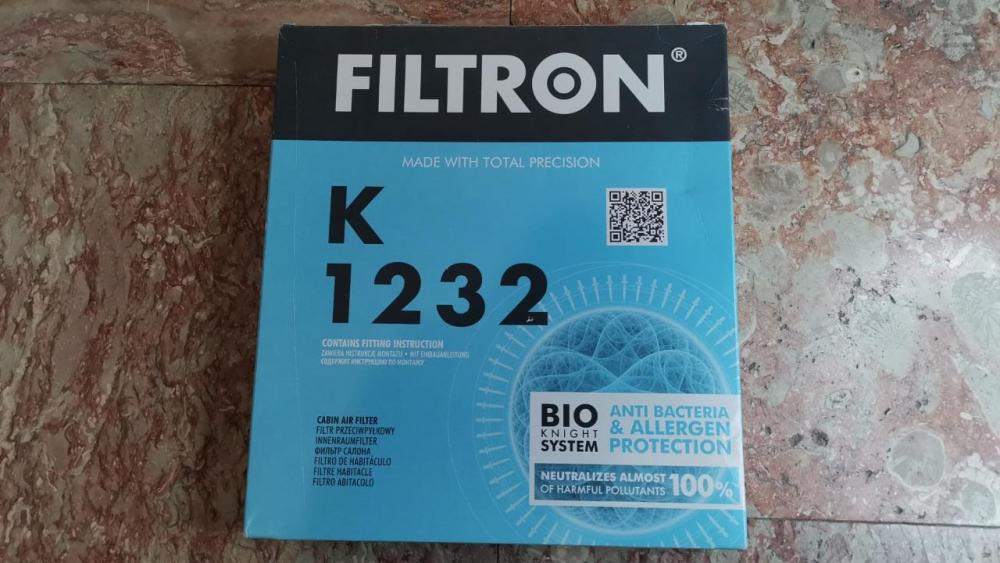 FILTRON®
MADE WITH TOTAL PRECISION
K
1232
CONTAINS FITTING INSTRUCTION
ZAWIERA INSTRUKCJĘ MONTAŻU • MIT EINBAUANLEITUNG
СОДЕРЖИТ ИНСТРУКЦИЮ ПО МОНТАЖУ
CABIN AIR FILTER
FILTR PRZECIWPYŁKOWY
INNENRAUMFILTER
ФИЛЬТР САЛОНА
FILTRO DE HABITÁCULO
FILTRE HABITACLE
FILTRO ABITACOLO
BIO
KNIGHT
SYSTEM
ANTI BACTERIA
& ALLERGEN
PROTECTION
NEUTRALIZES ALMOST 100%
OF HARMFUL POLLUTANTS